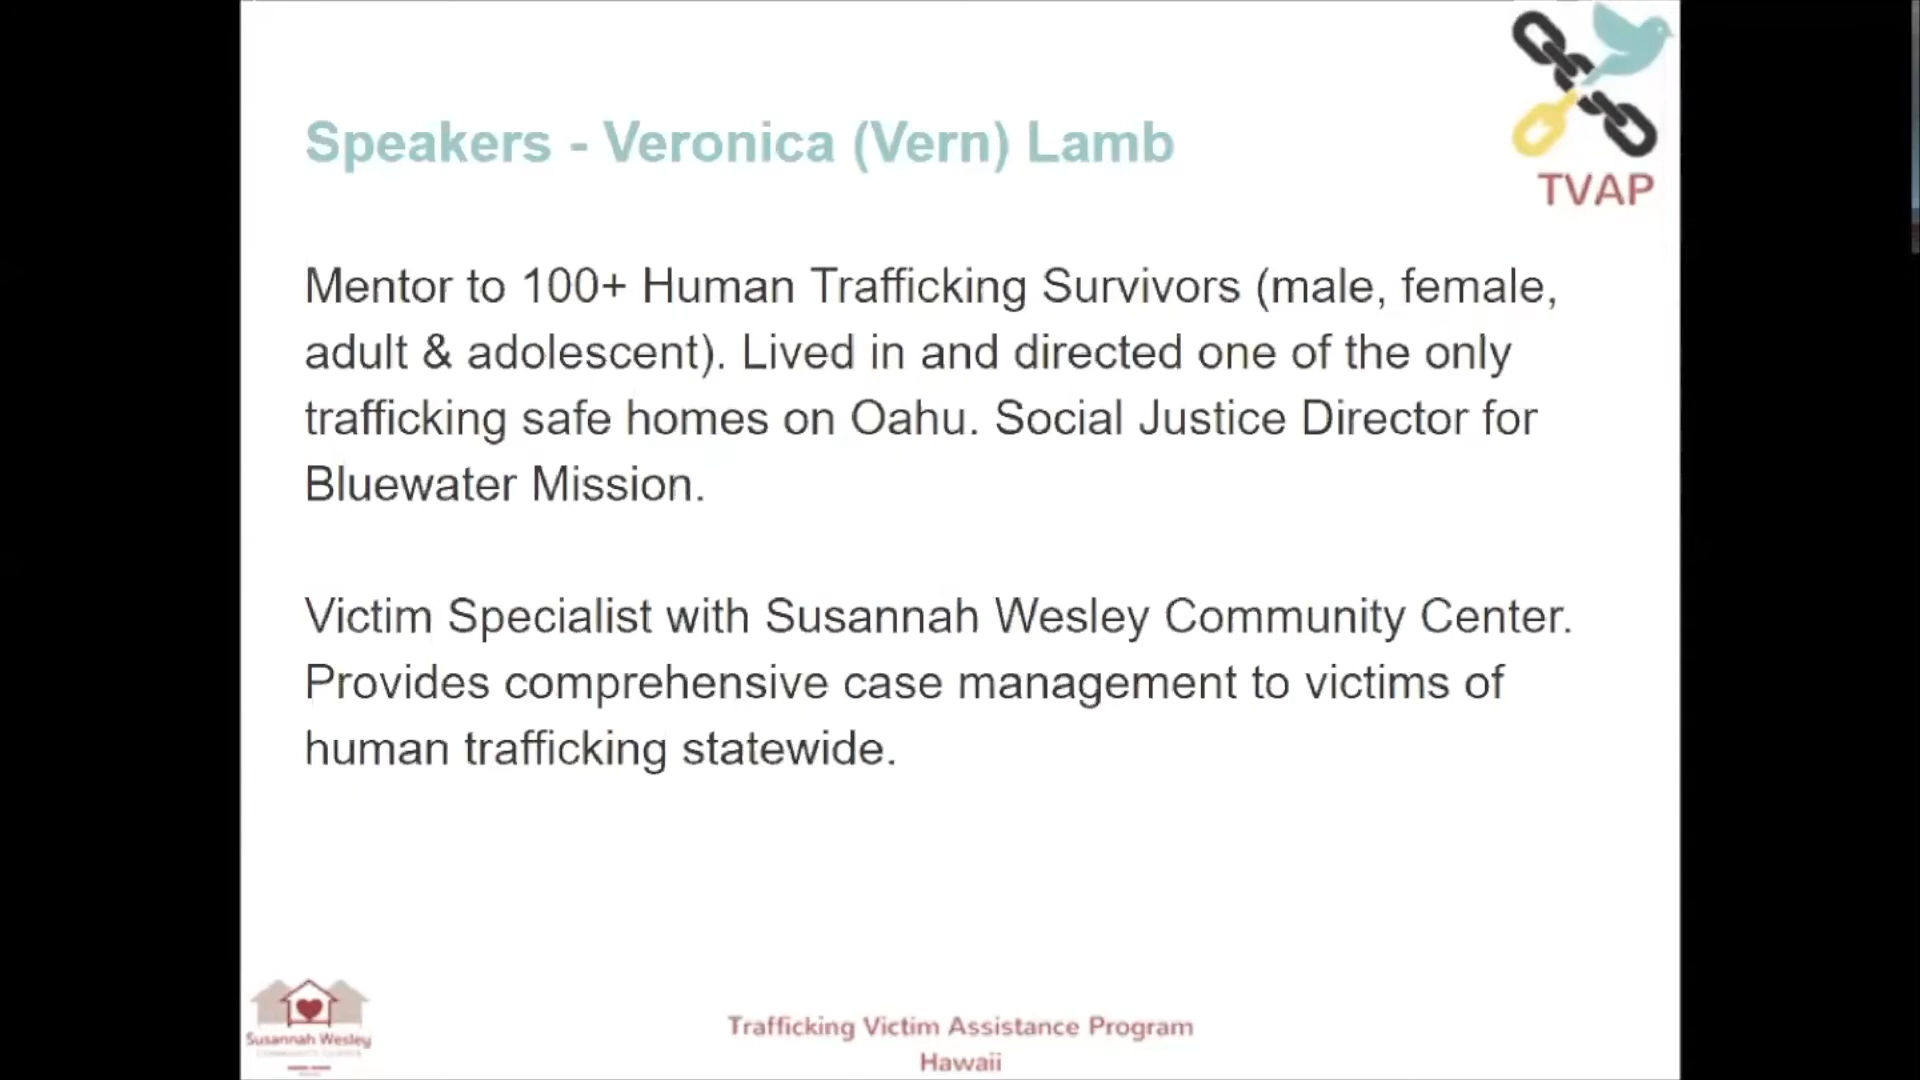 TVAP
Speakers - Veronica (Vern) Lamb
Mentor to 100+ Human Trafficking Survivors (male, female,
adult & adolescent). Lived in and directed one of the only
trafficking safe homes on Oahu. Social Justice Director for
Bluewater Mission.
Victim Specialist with Susannah Wesley Community Center.
Provides comprehensive case management to victims of
human trafficking statewide.
Susannah Wesley
Trafficking Victim Assistance Program
Hawaii